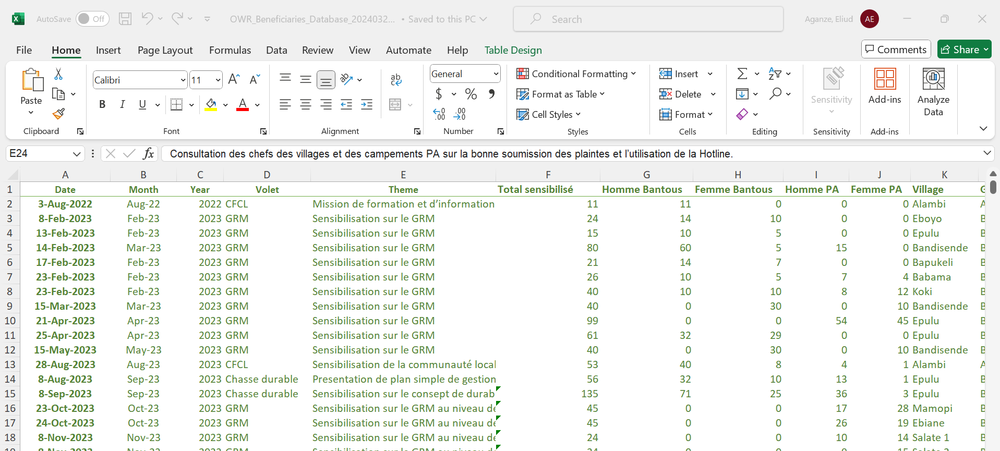 AutoSave Off OWR_Beneficiaries_Database_2024032... • Saved to this PC Search Aganze, Eliud AE
File Home Insert Page Layout Formulas Data Review View Automate Help Table Design Comments Share
Paste
Clipboard
Calibri 11
B I U
Font
Alignment
General
$ % ,
Number
Conditional Formatting
Format as Table
Cell Styles
Styles
Insert
Delete
Format
Cells
Editing
Sensitivity
Sensitivity
Add-ins
Add-ins
Analyze
Data
E24 fx Consultation des chefs des villages et des campements PA sur la bonne soumission des plaintes et l’utilisation de la Hotline.
A B C D E F G H I J K
1 Date Month Year Volet Theme Total sensibilisé Homme Bantous Femme Bantous Homme PA Femme PA Village
2 3-Aug-2022 Aug-22 2022 CFCL Mission de formation et d’information 11 11 0 0 0 Alambi
3 8-Feb-2023 Feb-23 2023 GRM Sensibilisation sur le GRM 24 14 10 0 0 Eboyo
4 13-Feb-2023 Feb-23 2023 GRM Sensibilisation sur le GRM 15 10 5 0 0 Epulu
5 14-Feb-2023 Mar-23 2023 GRM Sensibilisation sur le GRM 80 60 5 15 0 Bandisende
6 17-Feb-2023 Feb-23 2023 GRM Sensibilisation sur le GRM 21 14 7 0 0 Bapukeli
7 23-Feb-2023 Feb-23 2023 GRM Sensibilisation sur le GRM 26 10 5 7 4 Babama
8 23-Feb-2023 Feb-23 2023 GRM Sensibilisation sur le GRM 40 10 10 8 12 Koki
9 15-Mar-2023 Mar-23 2023 GRM Sensibilisation sur le GRM 40 0 30 0 10 Bandisende
10 21-Apr-2023 Apr-23 2023 GRM Sensibilisation sur le GRM 99 0 0 54 45 Epulu
11 25-Apr-2023 Apr-23 2023 GRM Sensibilisation sur le GRM 61 32 29 0 0 Epulu
12 15-May-2023 May-23 2023 GRM Sensibilisation sur le GRM 40 0 30 0 10 Bandisende
13 28-Aug-2023 Aug-23 2023 CFCL Sensibilisation de la communauté local 53 40 8 4 1 Alambi
14 8-Aug-2023 Sep-23 2023 Chasse durable Presentation de plan simple de gestion 56 32 10 13 1 Epulu
15 8-Sep-2023 Sep-23 2023 Chasse durable Sensibilisation sur le consept de durab 135 71 25 36 3 Epulu
16 23-Oct-2023 Oct-23 2023 GRM Sensibilisation sur le GRM au niveau de 45 0 0 17 28 Mamopi
17 24-Oct-2023 Oct-23 2023 GRM Sensibilisation sur le GRM au niveau de 45 0 0 26 19 Ebiane
18 8-Nov-2023 Nov-23 2023 GRM Sensibilisation sur le GRM au niveau de 24 0 0 10 14 Salate 1